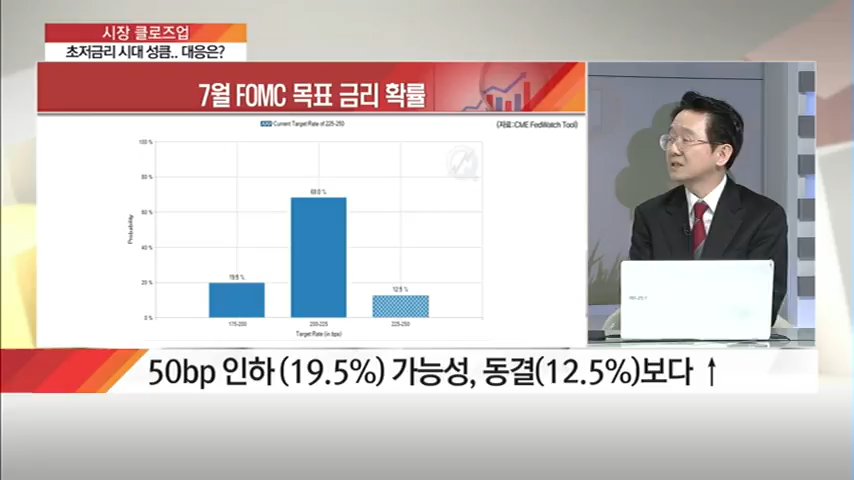 시장 클로즈업
초저금리 시대 성큼.. 대응은?
7월 FOMC 목표 금리 확률
Current Target Rate of 225-250
(자료:CME FedWatch Tool)
100 %
80 %
60 %
40 %
20 %
0 %
Probability
19.5 %
68.0 %
12.5 %
175-200
200-225
225-250
Target Rate (in bps)
50bp 인하(19.5%) 가능성, 동결(12.5%)보다 ↑